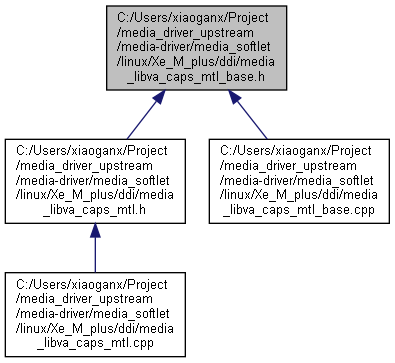 C:/Users/xiaoganx/Project
/media_driver_upstream
/media-driver/media_softlet
/linux/Xe_M_plus/ddi/media
_libva_caps_mtl_base.h
C:/Users/xiaoganx/Project
/media_driver_upstream
/media-driver/media_softlet
/linux/Xe_M_plus/ddi/media
_libva_caps_mtl.h
C:/Users/xiaoganx/Project
/media_driver_upstream
/media-driver/media_softlet
/linux/Xe_M_plus/ddi/media
_libva_caps_mtl_base.cpp
C:/Users/xiaoganx/Project
/media_driver_upstream
/media-driver/media_softlet
/linux/Xe_M_plus/ddi/media
_libva_caps_mtl.cpp